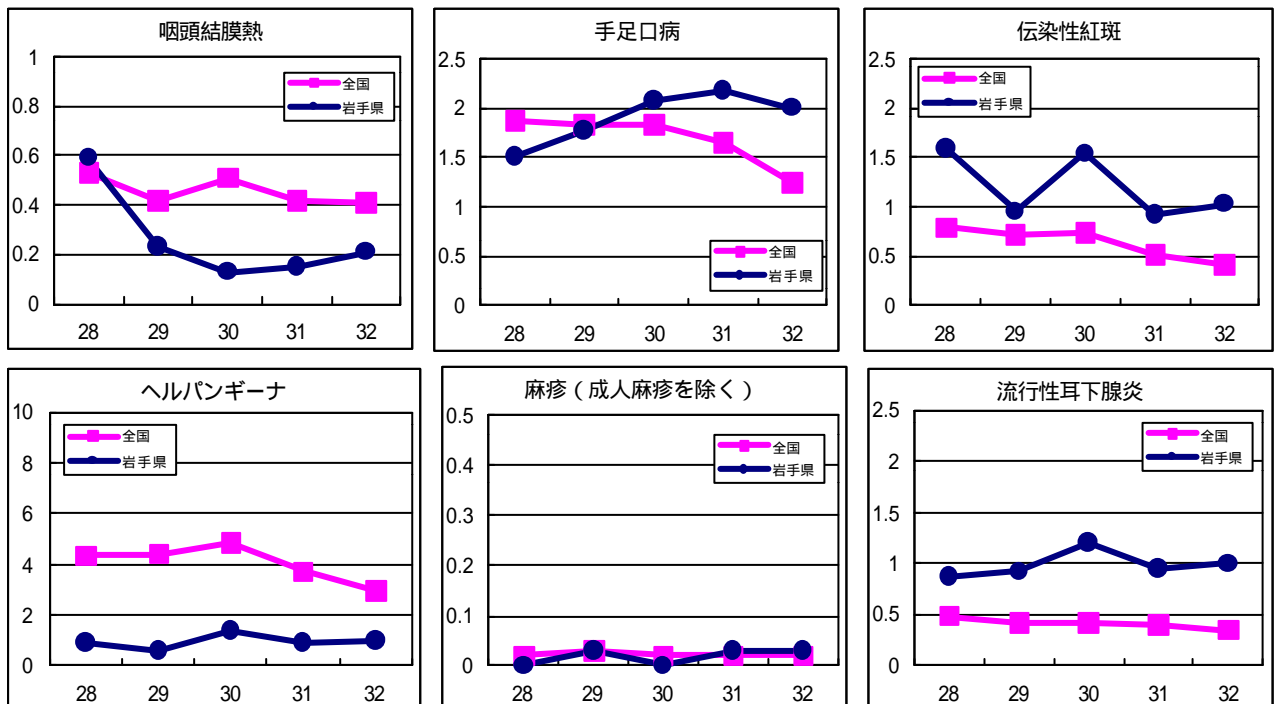 咽頭結膜熱
1
0.8
0.6
0.4
0.2
0
全国
岩手県
28 29 30 31 32
手足口病
2.5
2
1.5
1
0.5
0
全国
岩手県
28 29 30 31 32
伝染性紅斑
2.5
2
1.5
1
0.5
0
全国
岩手県
28 29 30 31 32
ヘルパンギーナ
10
8
6
4
2
0
全国
岩手県
28 29 30 31 32
麻疹（成人麻疹を除く）
0.5
0.4
0.3
0.2
0.1
0
全国
岩手県
28 29 30 31 32
流行性耳下腺炎
2.5
2
1.5
1
0.5
0
全国
岩手県
28 29 30 31 32